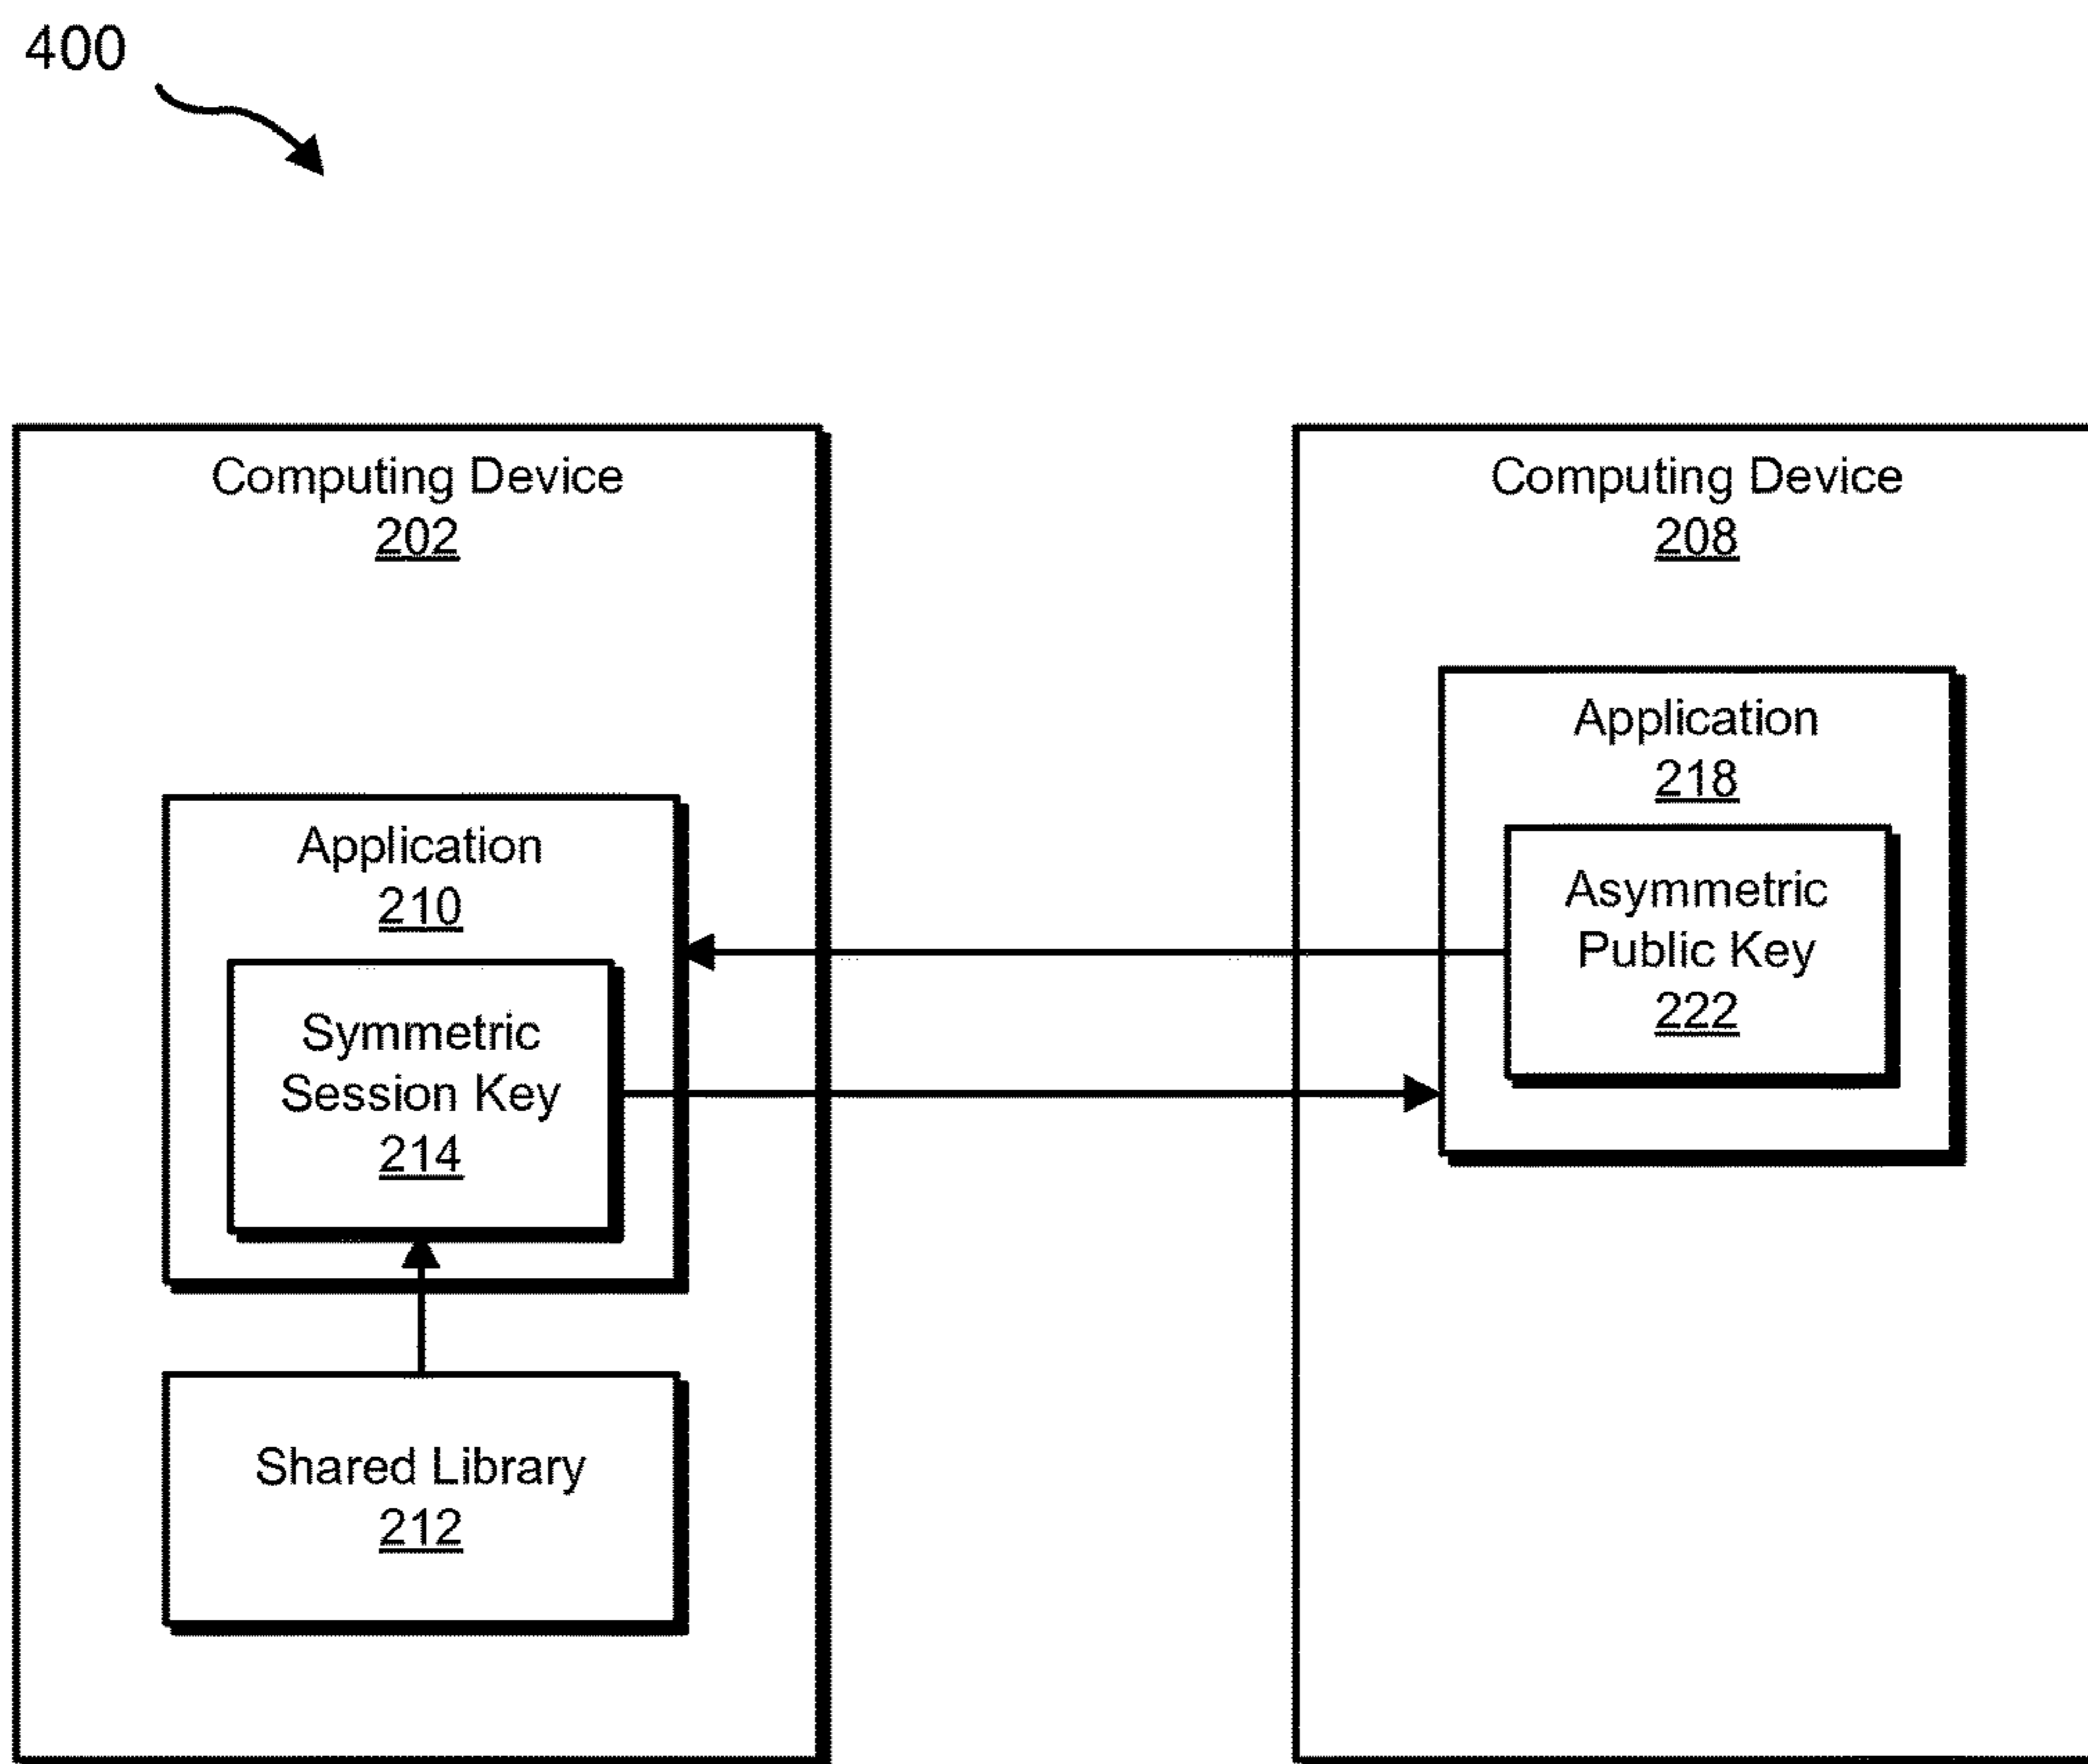 400
Computing Device
202
Application
210
Symmetric
Session Key
214
Shared Library
212
Computing Device
208
Application
218
Asymmetric
Public Key
222